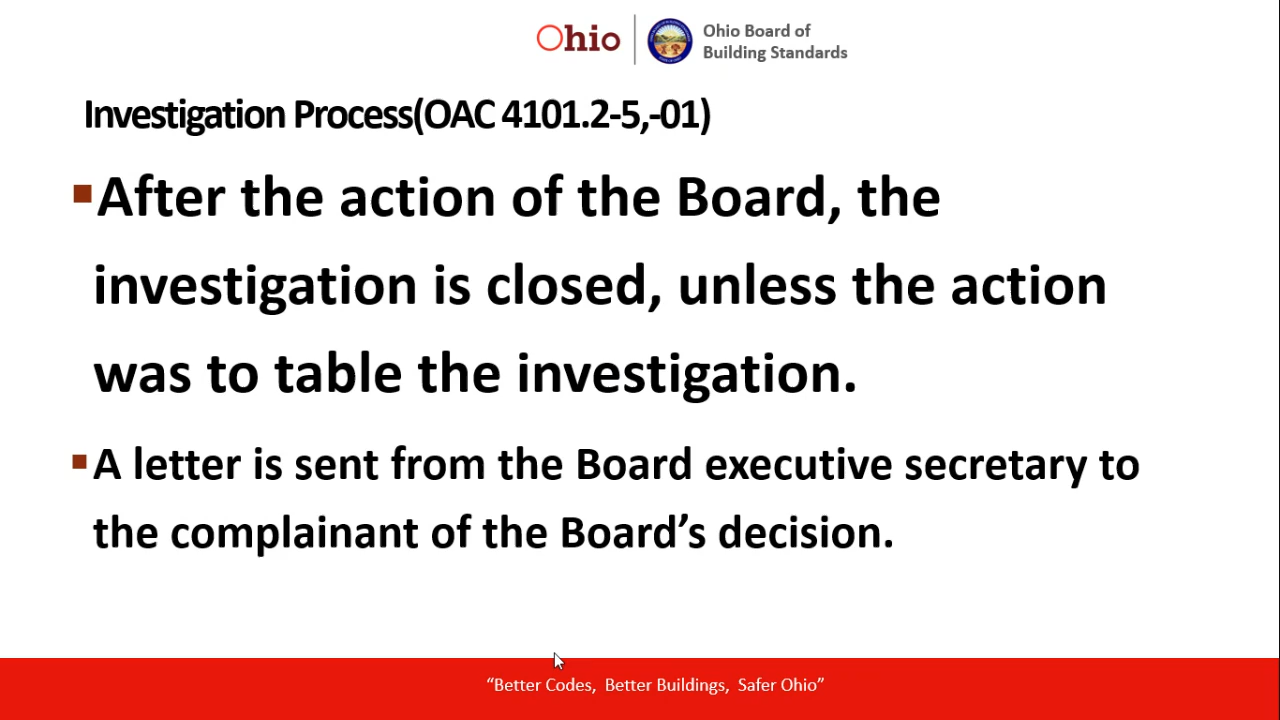 Ohio
Ohio Board of
Building Standards
Investigation Process(OAC 4101.2-5,-01)
▪After the action of the Board, the
investigation is closed, unless the action
was to table the investigation.
▪A letter is sent from the Board executive secretary to
the complainant of the Board’s decision.
“Better Codes, Better Buildings, Safer Ohio”